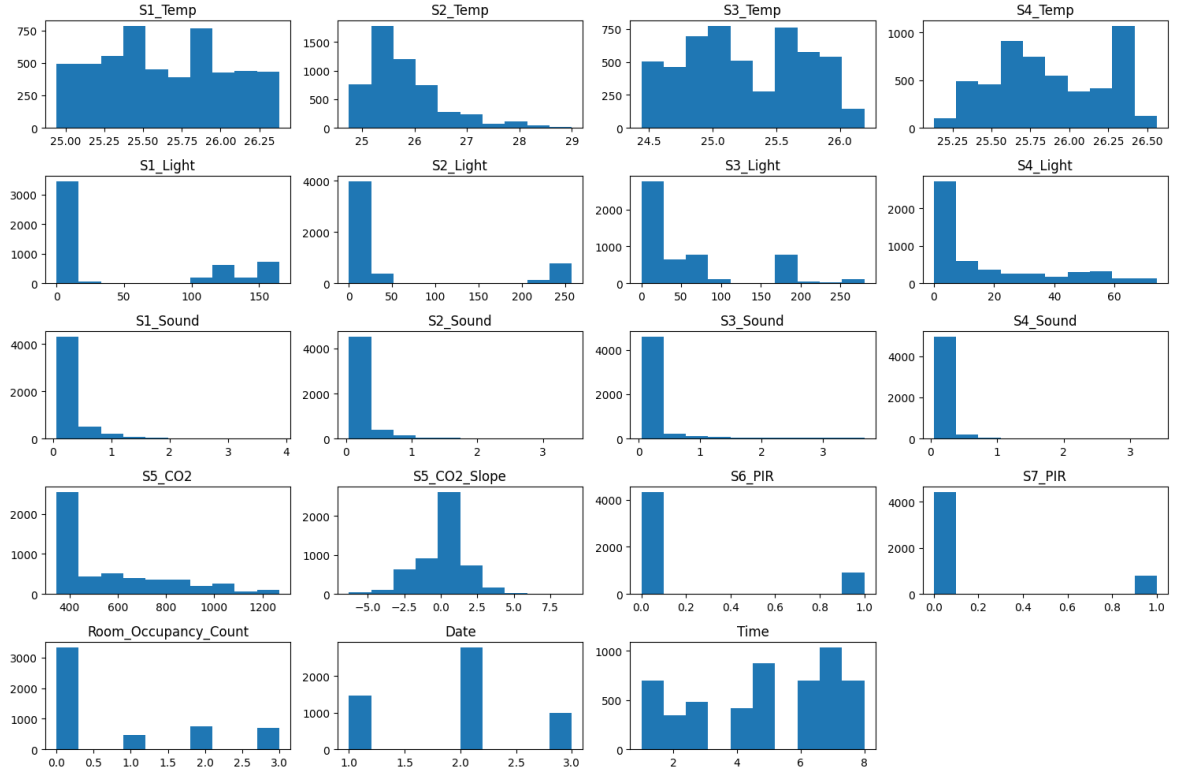 S1_Temp S2_Temp S3_Temp S4_Temp
750 1500 750 1000
500 1000 500 500
250 500 250
0 0 0 0
25.00 25.25 25.50 25.75 26.00 26.25 25 26 27 28 29 24.5 25.0 25.5 26.0 25.25 25.50 25.75 26.00 26.25 26.50
S1_Light S2_Light S3_Light S4_Light
3000 4000 2000 2000
2000 2000 1000 1000
1000 0 0 0
0
0 50 100 150 0 50 100 150 200 250 0 50 100 150 200 250 0 20 40 60
S1_Sound S2_Sound S3_Sound S4_Sound
4000 4000 4000 4000
2000 2000 2000 2000
0 0 0 0
0 1 2 3 4 0 1 2 3 0 1 2 3 0 1 2 3
S5_CO2 S5_CO2_Slope S6_PIR S7_PIR
2000 2000 4000 4000
1000 1000 2000 2000
0 0 0 0
400 600 800 1000 1200 −5.0 −2.5 0.0 2.5 5.0 7.5 0.0 0.2 0.4 0.6 0.8 1.0 0.0 0.2 0.4 0.6 0.8 1.0
Room_Occupancy_Count Date Time
3000 2000 1000
2000 1000 500
1000 0 0
0
0.0 0.5 1.0 1.5 2.0 2.5 3.0 1.0 1.5 2.0 2.5 3.0 2 4 6 8